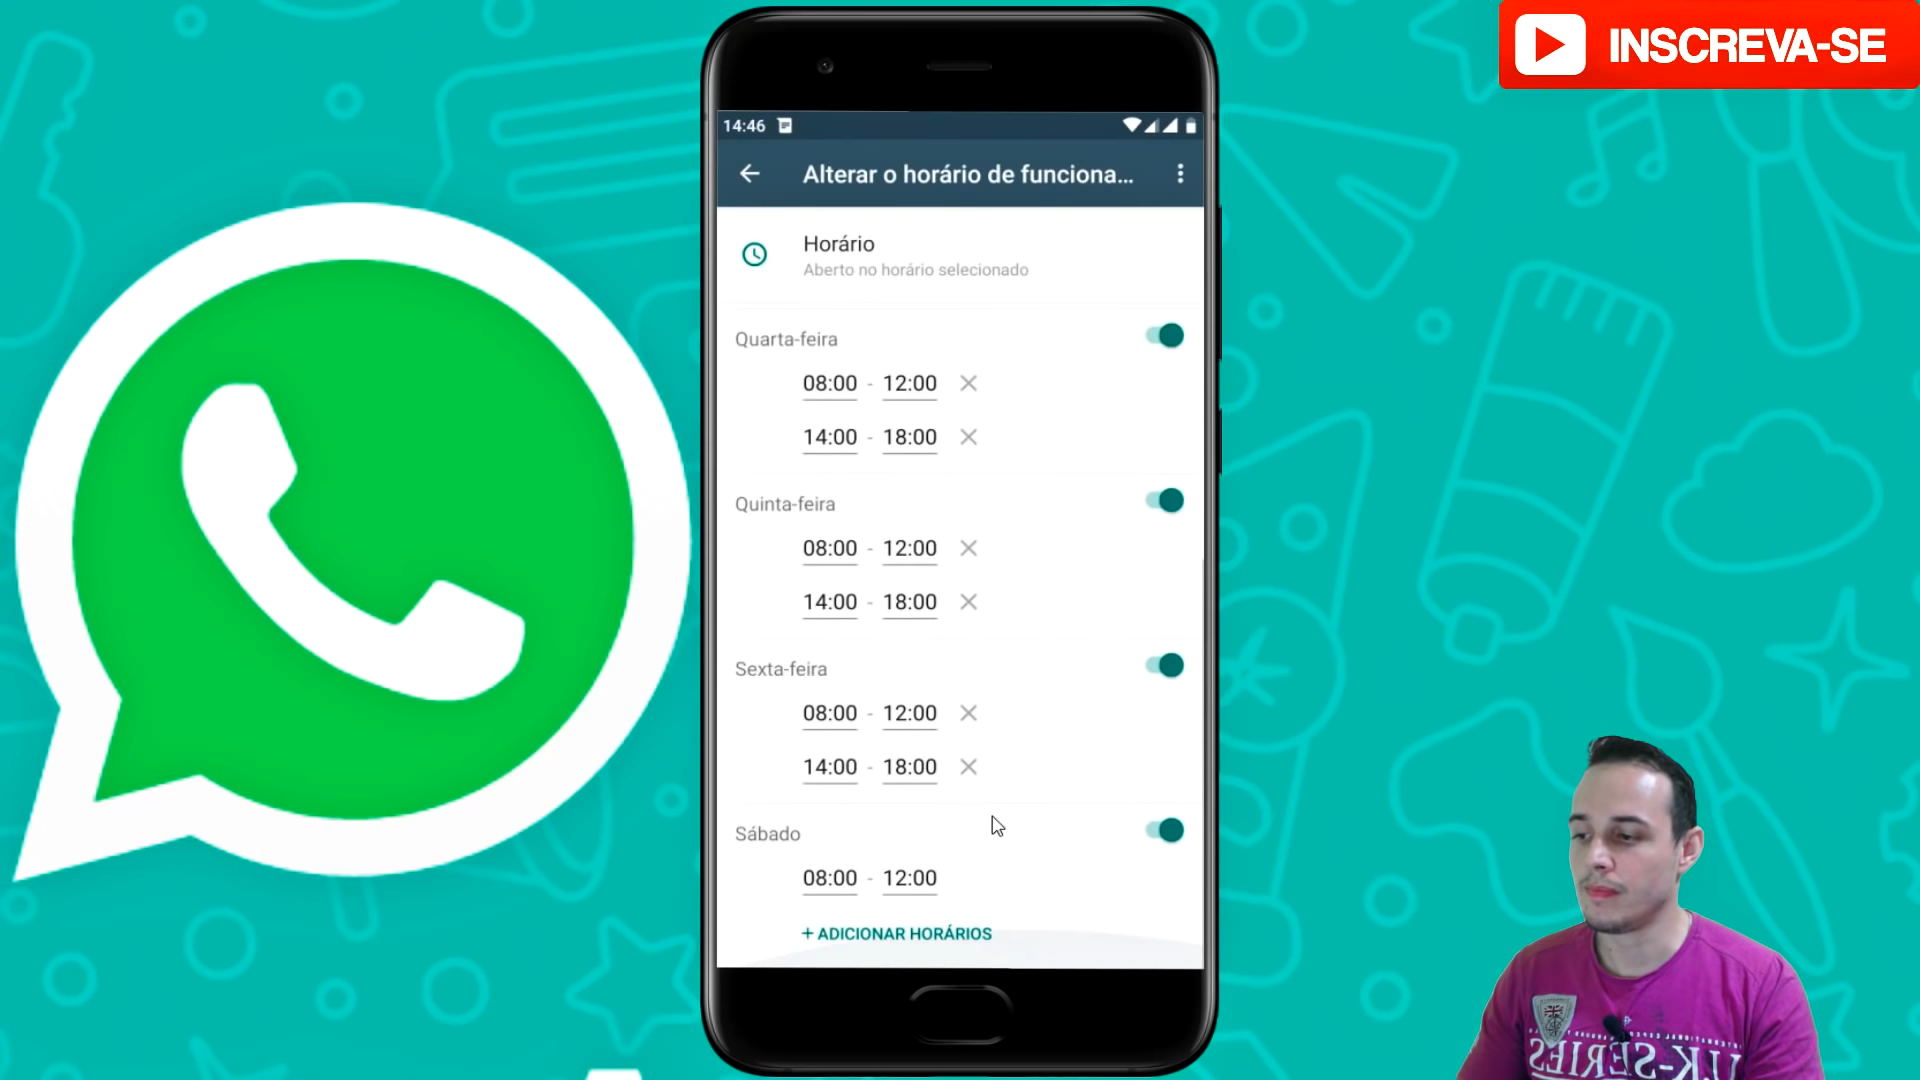 INSCREVA-SE
14:46
Alterar o horário de funciona...
Horário
Aberto no horário selecionado
Quarta-feira
08:00 - 12:00
14:00 - 18:00
Quinta-feira
08:00 - 12:00
14:00 - 18:00
Sexta-feira
08:00 - 12:00
14:00 - 18:00
Sábado
08:00 - 12:00
+ ADICIONAR HORÁRIOS